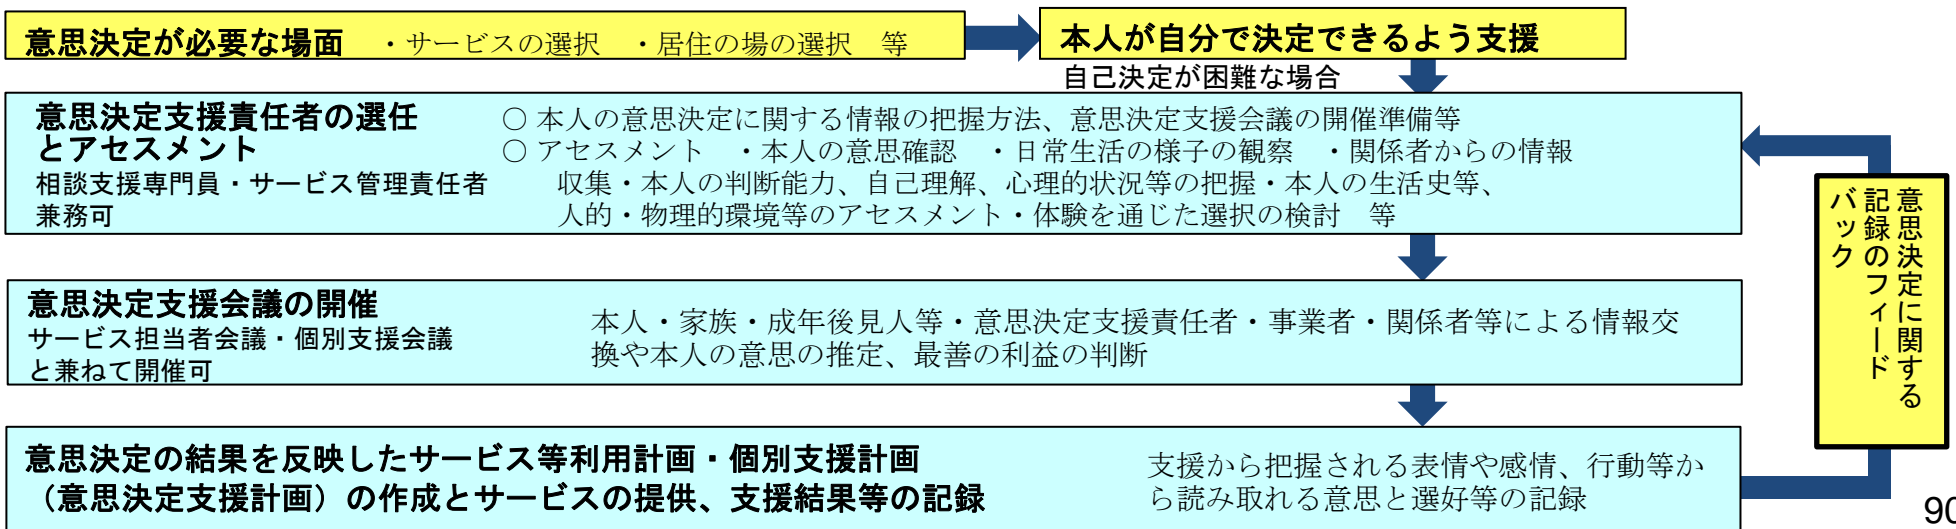 意思決定が必要な場面　・サービスの選択　・居住の場の選択　等
本人が自分で決定できるよう支援
自己決定が困難な場合
意思決定支援責任者の選任
とアセスメント
相談支援専門員・サービス管理責任者
兼務可
○ 本人の意思決定に関する情報の把握方法、意思決定支援会議の開催準備等
○ アセスメント　・本人の意思確認　・日常生活の様子の観察　・関係者からの情報
収集・本人の判断能力、自己理解、心理的状況等の把握・本人の生活史等、
人的・物理的環境等のアセスメント・体験を通じた選択の検討　等
意思決定支援会議の開催
サービス担当者会議・個別支援会議
と兼ねて開催可
本人・家族・成年後見人等・意思決定支援責任者・事業者・関係者等による情報交
換や本人の意思の推定、最善の利益の判断
意思決定の結果を反映したサービス等利用計画・個別支援計画
（意思決定支援計画）の作成とサービスの提供、支援結果等の記録
支援から把握される表情や感情、行動等か
ら読み取れる意思と選好等の記録
意思決定に関する
記録のフィード
バック
90